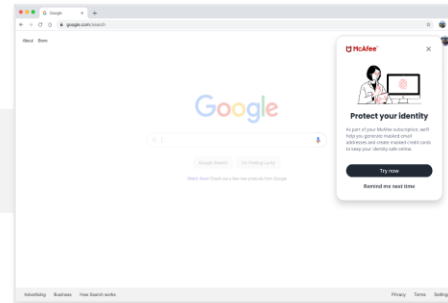 Google
google.com/search
About Store
McAfee
Google
Protect your identity
As part of your McAfee subscription, we'll
help you generate masked email
addresses and create masked credit cards
to keep your identity safe online.
Google Search I'm Feeling Lucky
Try now
Remind me next time
Advertising Business How Search works
Privacy Terms Settings